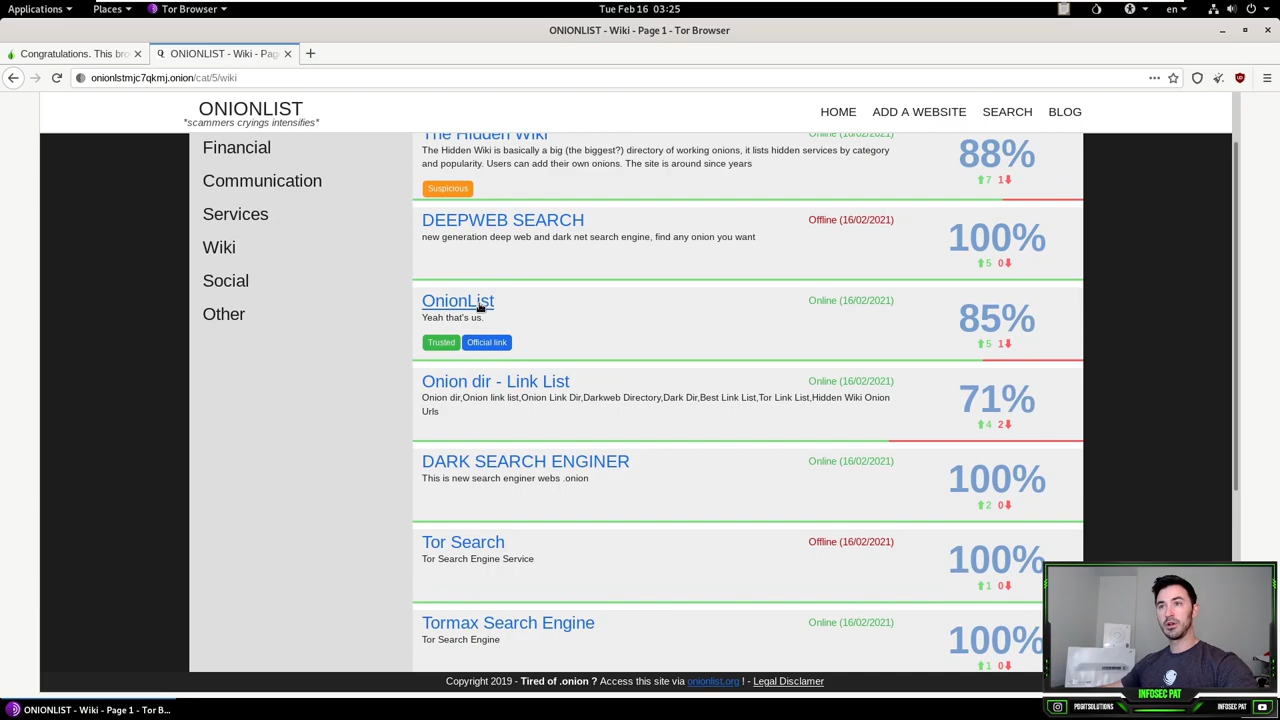 Applications
Places
Tor Browser
Tue Feb 16 03:25
en
ONIONLIST - Wiki - Page 1 - Tor Browser
Congratulations. This bro
ONIONLIST - Wiki - Page
onionlstmjc7qkmj.onion/cat/5/wiki
ONIONLIST
*scammers cryings intensifies*
HOME
ADD A WEBSITE
SEARCH
BLOG
Financial
Communication
Services
Wiki
Social
Other
The Hidden Wiki
Online (16/02/2021)
The Hidden Wiki is basically a big (the biggest?) directory of working onions, it lists hidden services by category
and popularity. Users can add their own onions. The site is around since years
Suspicious
88%
7 1
DEEPWEB SEARCH
Offline (16/02/2021)
new generation deep web and dark net search engine, find any onion you want
100%
5 0
OnionList
Online (16/02/2021)
Yeah that's us.
Trusted
Official link
85%
5 1
Onion dir - Link List
Online (16/02/2021)
Onion dir,Onion link list,Onion Link Dir,Darkweb Directory,Dark Dir,Best Link List,Tor Link List,Hidden Wiki Onion
Urls
71%
4 2
DARK SEARCH ENGINER
Online (16/02/2021)
This is new search enginer webs .onion
100%
2 0
Tor Search
Offline (16/02/2021)
Tor Search Engine Service
100%
1 0
Tormax Search Engine
Online (16/02/2021)
Tor Search Engine
100%
1 0
Copyright 2019 - Tired of .onion ? Access this site via onionlist.org ! - Legal Disclaimer
INFOSEC PAT
PDGITSOLUTIONS
INFOSEC PAT
ONIONLIST - Wiki - Page 1 - Tor B...